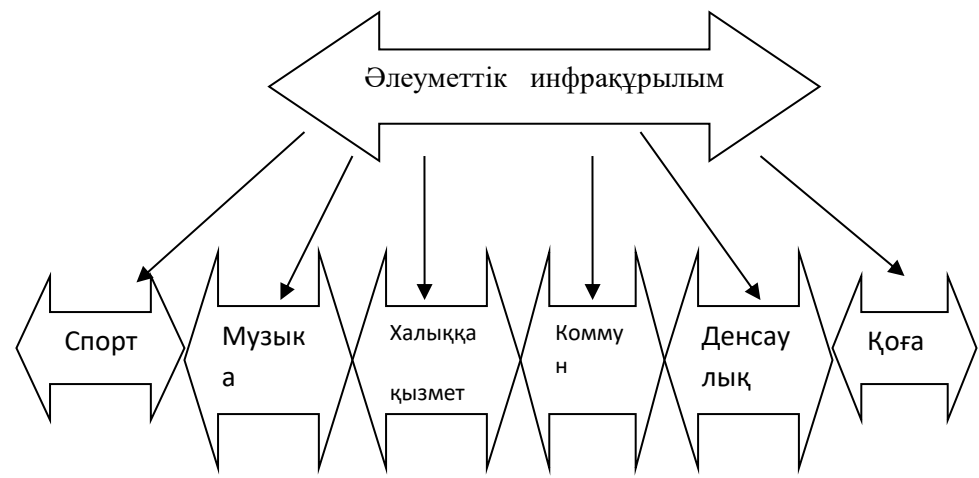 Әлеуметтік инфрақұрылым
Спорт
Музык
а
Халыққа
қызмет
Комму
н
Денсау
лық
Қоға